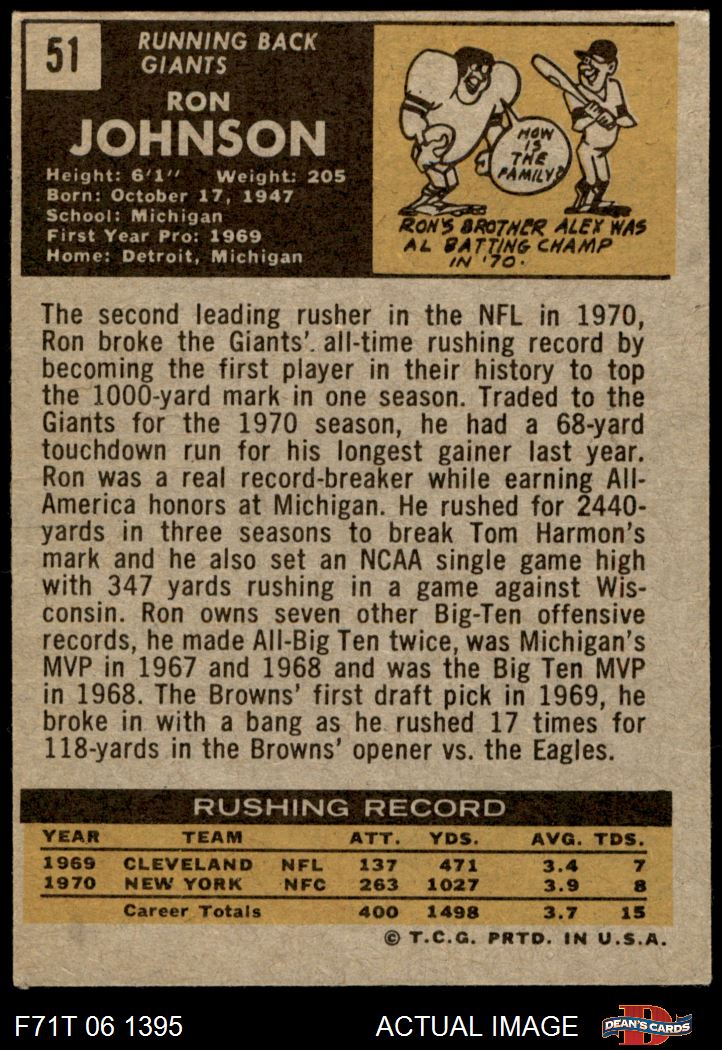 51
RUNNING BACK
GIANTS
RON
JOHNSON
Height: 6'1" Weight: 205
Born: October 17, 1947
School: Michigan
First Year Pro: 1969
Home: Detroit, Michigan
HOW
IS
THE
FAMILY?
RON'S BROTHER ALEX WAS
AL BATTING CHAMP
IN '70.
The second leading rusher in the NFL in 1970,
Ron broke the Giants' all-time rushing record by
becoming the first player in their history to top
the 1000-yard mark in one season. Traded to the
Giants for the 1970 season, he had a 68-yard
touchdown run for his longest gainer last year.
Ron was a real record-breaker while earning All-
America honors at Michigan. He rushed for 2440-
yards in three seasons to break Tom Harmon's
mark and he also set an NCAA single game high
with 347 yards rushing in a game against Wis-
consin. Ron owns seven other Big-Ten offensive
records, he made All-Big Ten twice, was Michigan's
MVP in 1967 and 1968 and was the Big Ten MVP
in 1968. The Browns' first draft pick in 1969, he
broke in with a bang as he rushed 17 times for
118-yards in the Browns' opener vs. the Eagles.
RUSHING RECORD
YEAR TEAM ATT. YDS. AVG. TDS.
1969 CLEVELAND NFL 137 471 3.4 7
1970 NEW YORK NFC 263 1027 3.9 8
Career Totals 400 1498 3.7 15
© T.C.G. PRTD. IN U.S.A.
F71T 06 1395 ACTUAL IMAGE D DEAN'S CARDS